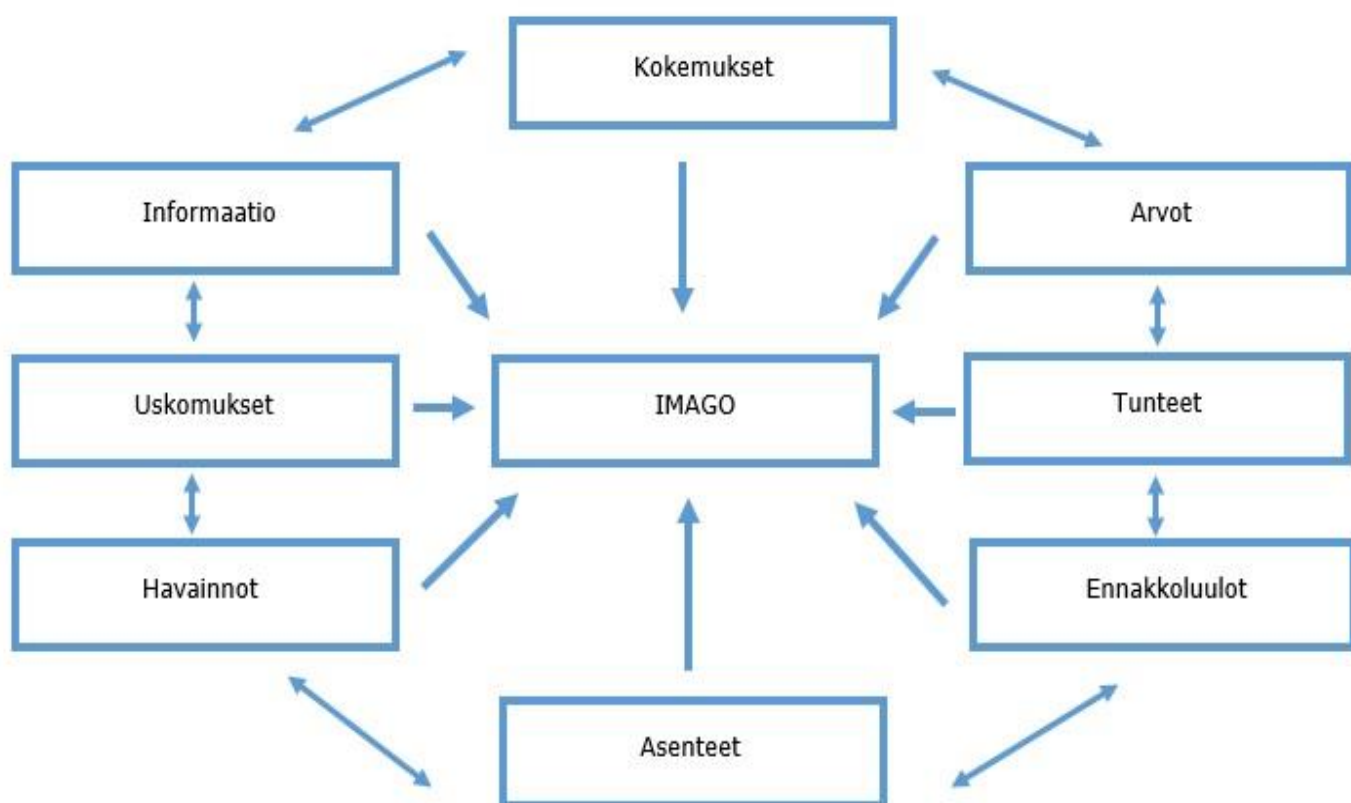 Kokemukset
Informaatio
Arvot
Uskomukset
IMAGO
Tunteet
Havainnot
Ennakkoluulot
Asenteet